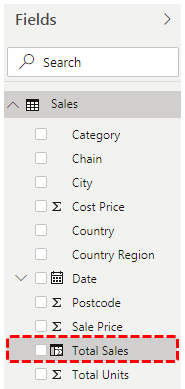 Fields
Search
Sales
Category
Chain
City
Σ Cost Price
Country
Country Region
Date
Σ Postcode
Σ Sale Price
Total Sales
Σ Total Units